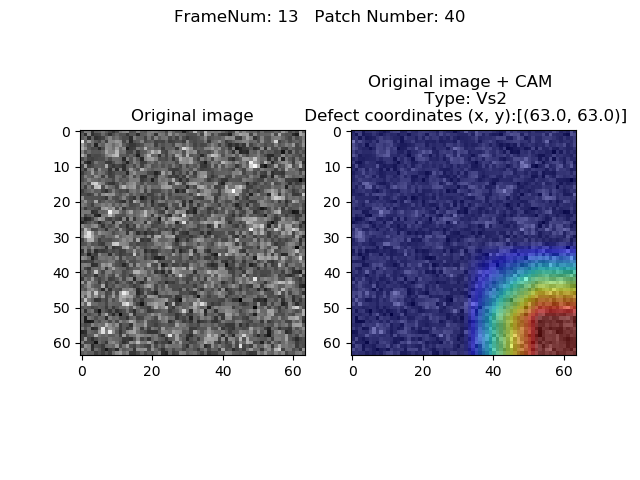 FrameNum: 13   Patch Number: 40
Original image
0
10
20
30
40
50
60
0 20 40 60
Original image + CAM
Type: Vs2
Defect coordinates (x, y):[(63.0, 63.0)]
0
10
20
30
40
50
60
0 20 40 60